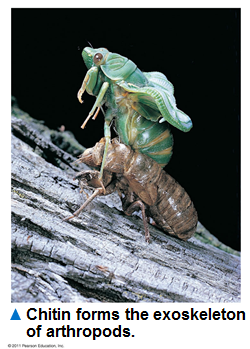 ▲ Chitin forms the exoskeleton
of arthropods.
© 2011 Pearson Education, Inc.